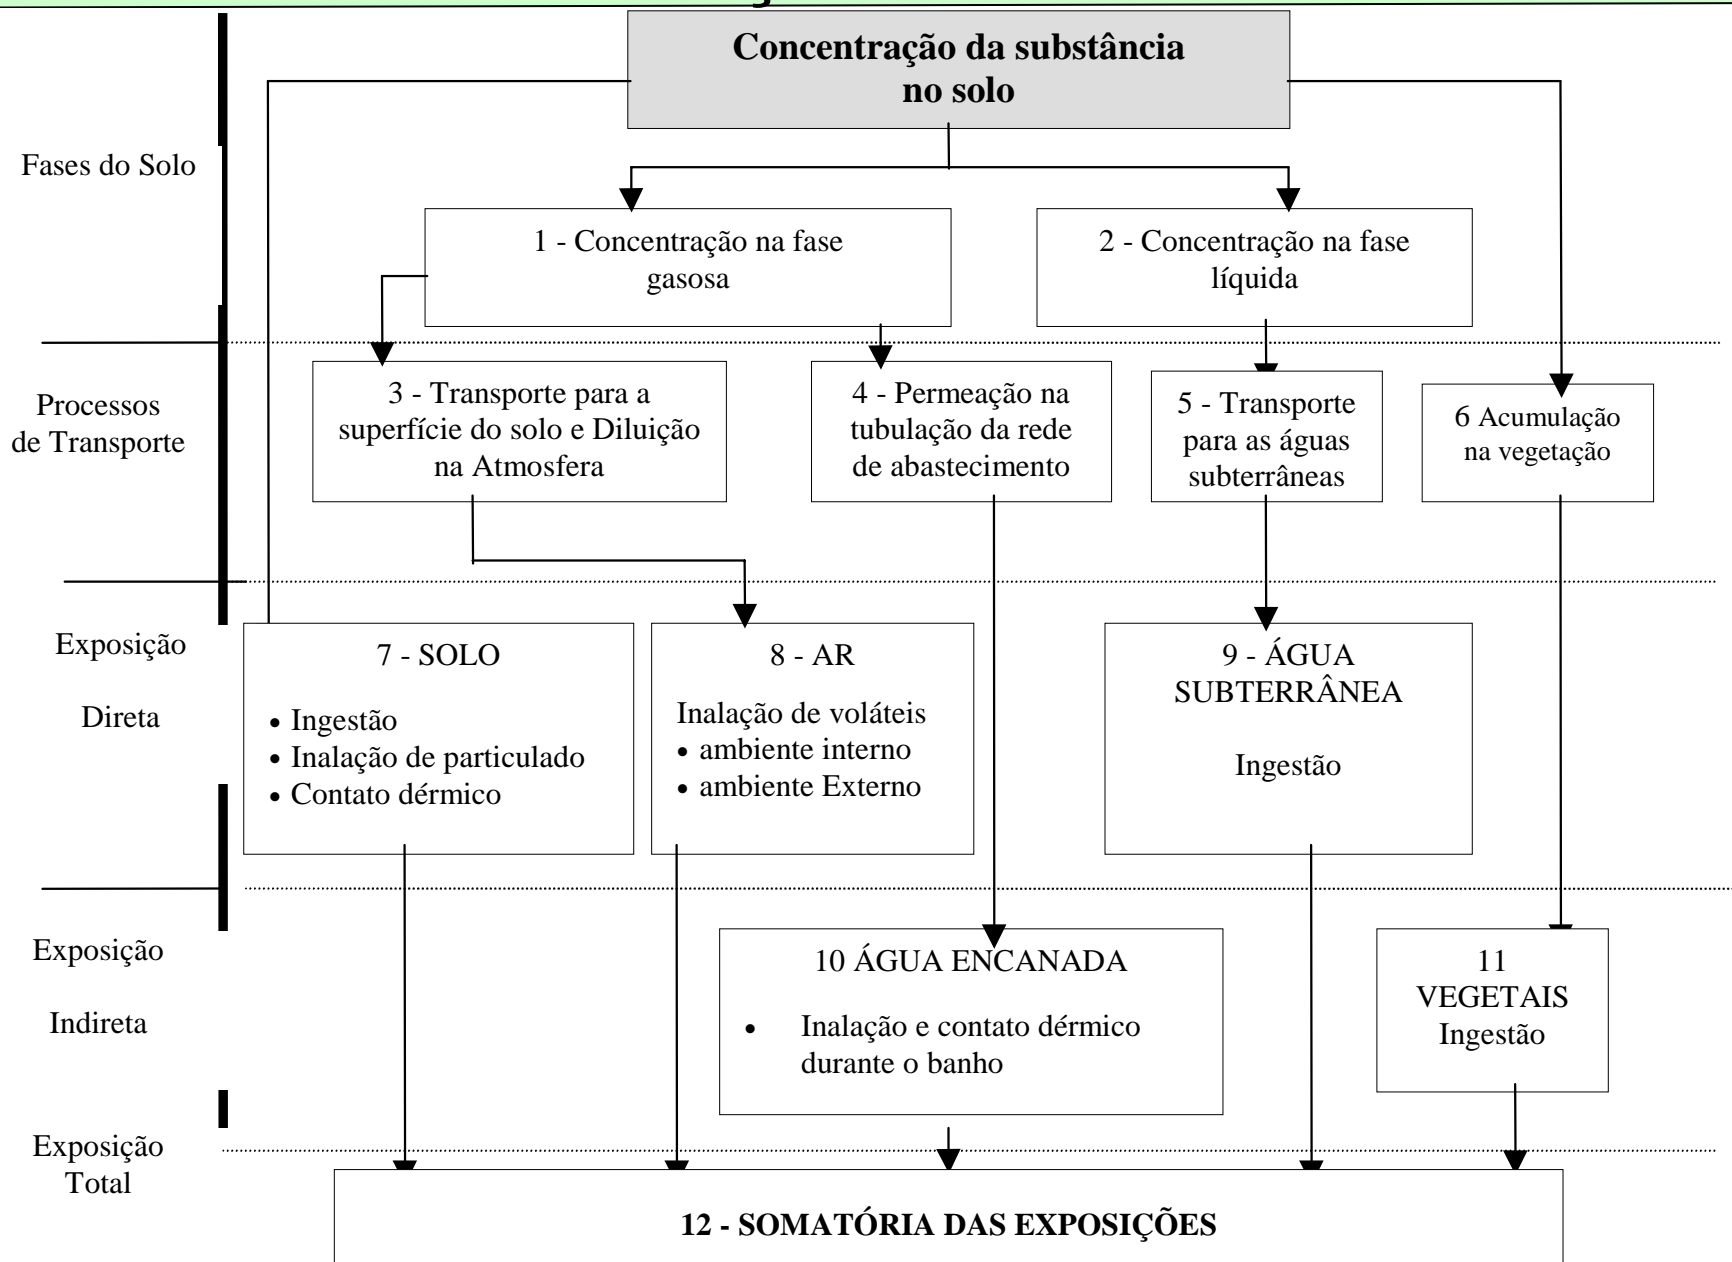 Concentração da substância
no solo
Fases do Solo
1 - Concentração na fase
gasosa
2 - Concentração na fase
líquida
Processos
de Transporte
3 - Transporte para a
superfície do solo e Diluição
na Atmosfera
4 - Permeação na
tubulação da rede
de abastecimento
5 - Transporte
para as águas
subterrâneas
6 Acumulação
na vegetação
Exposição
Direta
7 - SOLO
• Ingestão
• Inalação de particulado
• Contato dérmico
8 - AR
Inalação de voláteis
• ambiente interno
• ambiente Externo
9 - ÁGUA
SUBTERRÂNEA
Ingestão
Exposição
Indireta
10 ÁGUA ENCANADA
• Inalação e contato dérmico
durante o banho
11
VEGETAIS
Ingestão
Exposição
Total
12 - SOMATÓRIA DAS EXPOSIÇÕES